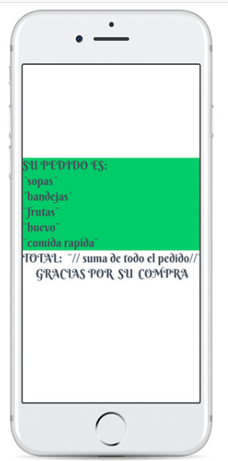 SU PEDIDO ES:
¨sopas¨
¨bandejas¨
¨frutas¨
¨huevo¨
¨comida rapida¨
TOTAL: ¨// suma de todo el pedido//¨
GRACIAS POR SU COMPRA